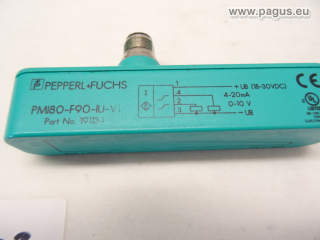 www.pagus.eu
PEPPERL+FUCHS
PMI80-F90-IU-V1
Part No.
1 +UB (18-30VDC)
4 4-20mA
2 0-10 V
3 -UB
I
CE
UL